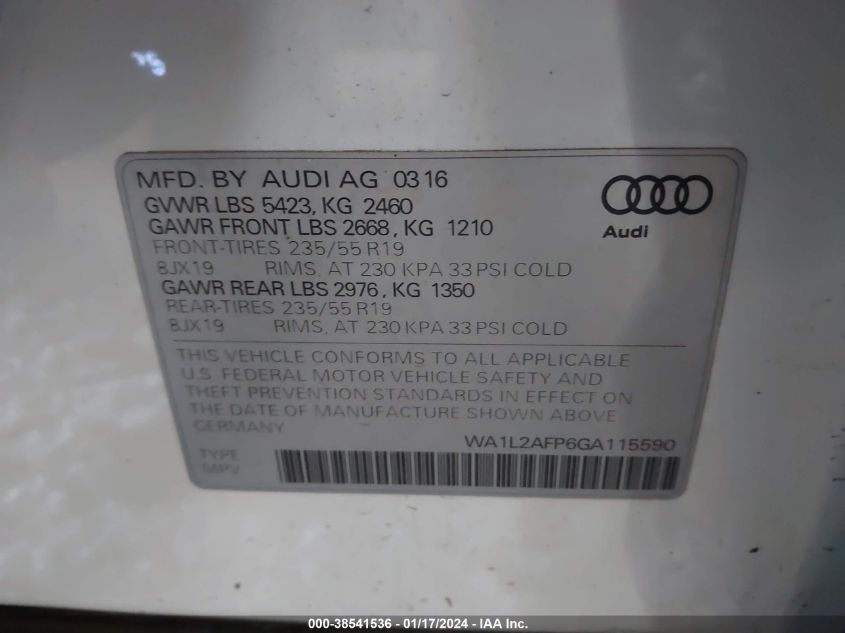 MFD. BY AUDI AG 03 16
GVWR LBS 5423, KG 2460
GAWR FRONT LBS 2668, KG 1210
FRONT-TIRES 235/55 R19
8JX19 RIMS, AT 230 KPA 33 PSI COLD
GAWR REAR LBS 2976, KG 1350
REAR-TIRES 235/55 R19
8JX19 RIMS, AT 230 KPA 33 PSI COLD
Audi
THIS VEHICLE CONFORMS TO ALL APPLICABLE
U.S. FEDERAL MOTOR VEHICLE SAFETY AND
THEFT PREVENTION STANDARDS IN EFFECT ON
THE DATE OF MANUFACTURE SHOWN ABOVE
GERMANY
WA1L2AFP6GA115590
TYPE
MPV
000-38541536 - 01/17/2024 - IAA Inc.